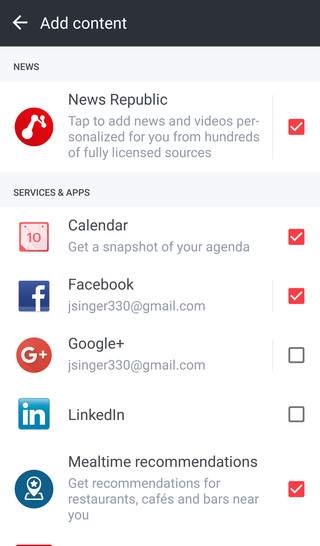 Add content
NEWS
News Republic
Tap to add news and videos per-
sonalized for you from hundreds
of fully licensed sources
SERVICES & APPS
10
Calendar
Get a snapshot of your agenda
f
Facebook
jsinger330@gmail.com
G+
Google+
jsinger330@gmail.com
in
LinkedIn
Mealtime recommendations
Get recommendations for
restaurants, cafés and bars near
you